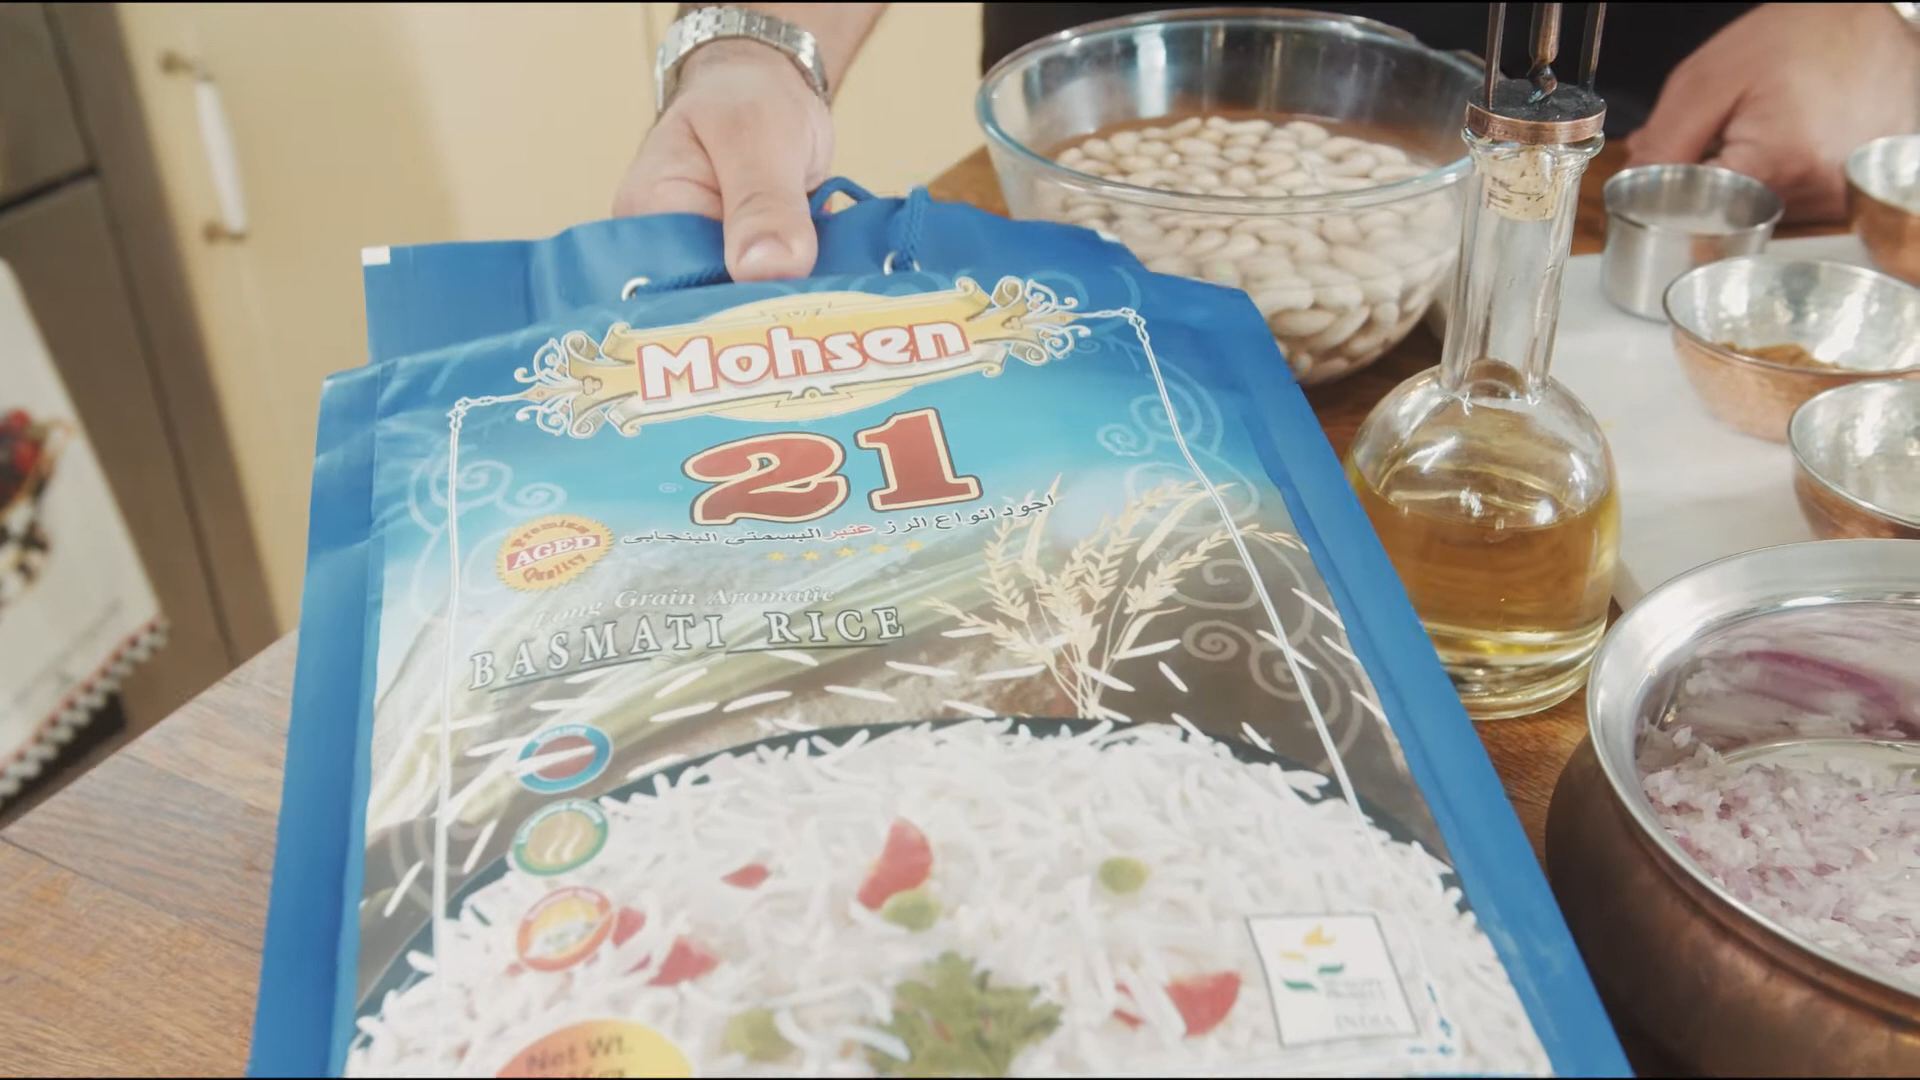 Mohsen
21
اجود انواع الرز عنبر البسمتي البنجابي
Premium
AGED
Quality
Long Grain Aromatic
BASMATI RICE
INDIA
Net Wt.